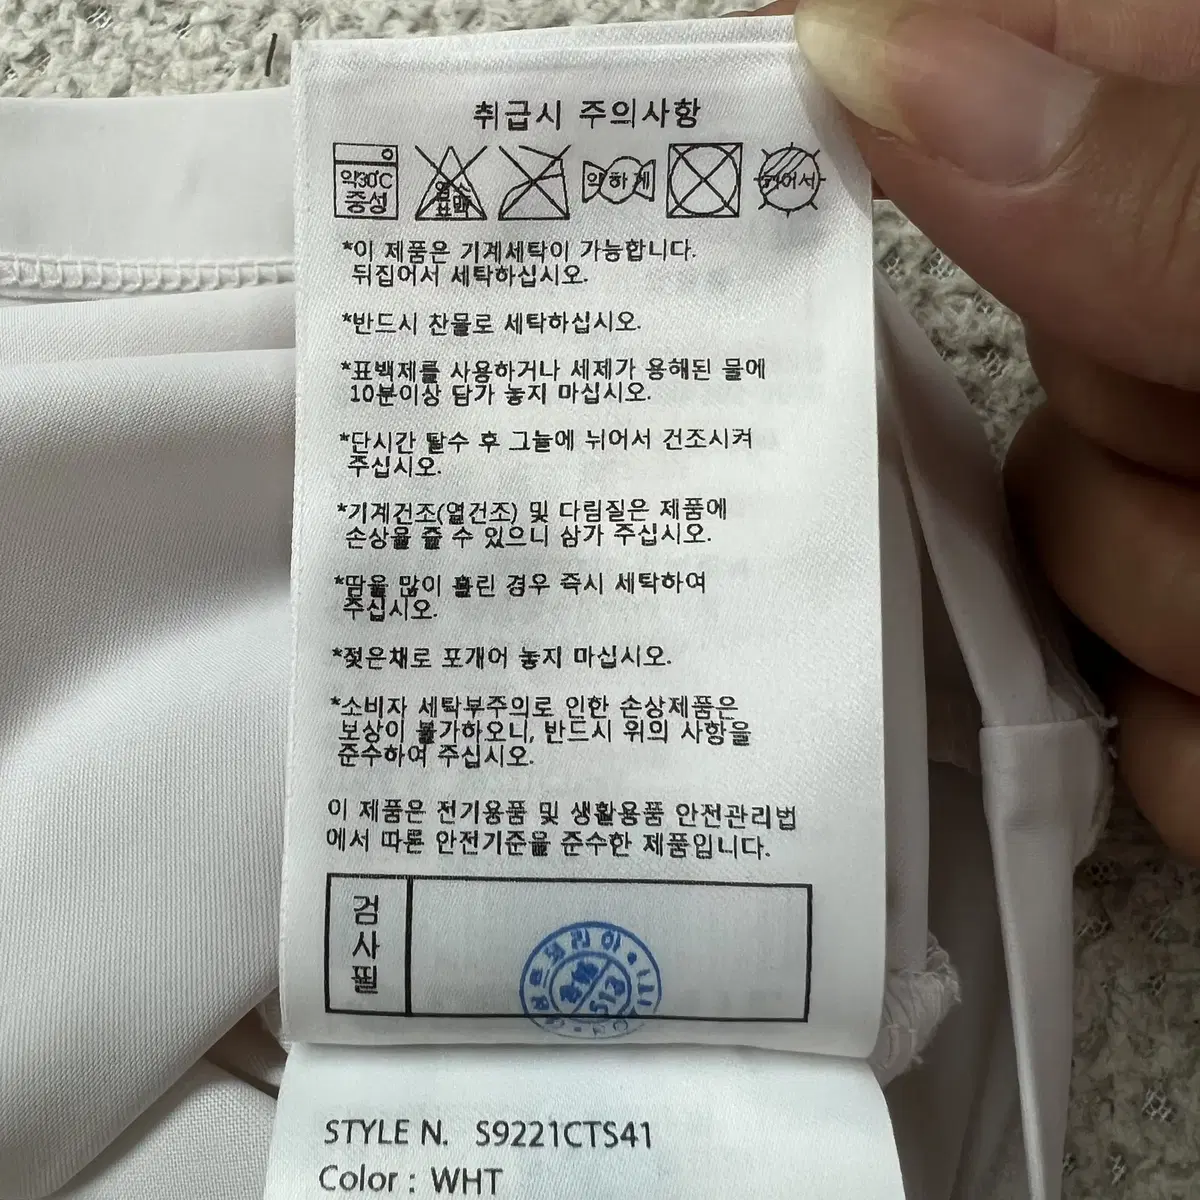 취급시 주의사항
약30℃
중성
염소
표백
약하게
뉘어서
*이 제품은 기계세탁이 가능합니다.
뒤집어서 세탁하십시오.
*반드시 찬물로 세탁하십시오.
*표백제를 사용하거나 세제가 용해된 물에
10분이상 담가 놓지 마십시오.
*단시간 탈수 후 그늘에 뉘어서 건조시켜
주십시오.
*기계건조(열건조) 및 다림질은 제품에
손상을 줄 수 있으니 삼가 주십시오.
*땀을 많이 흘린 경우 즉시 세탁하여
주십시오.
*젖은채로 포개어 놓지 마십시오.
*소비자 세탁부주의로 인한 손상제품은
보상이 불가하오니, 반드시 위의 사항을
준수하여 주십시오.
이 제품은 전기용품 및 생활용품 안전관리법
에서 따른 안전기준을 준수한 제품입니다.
검사필
STYLE N. S9221CTS41
Color : WHT